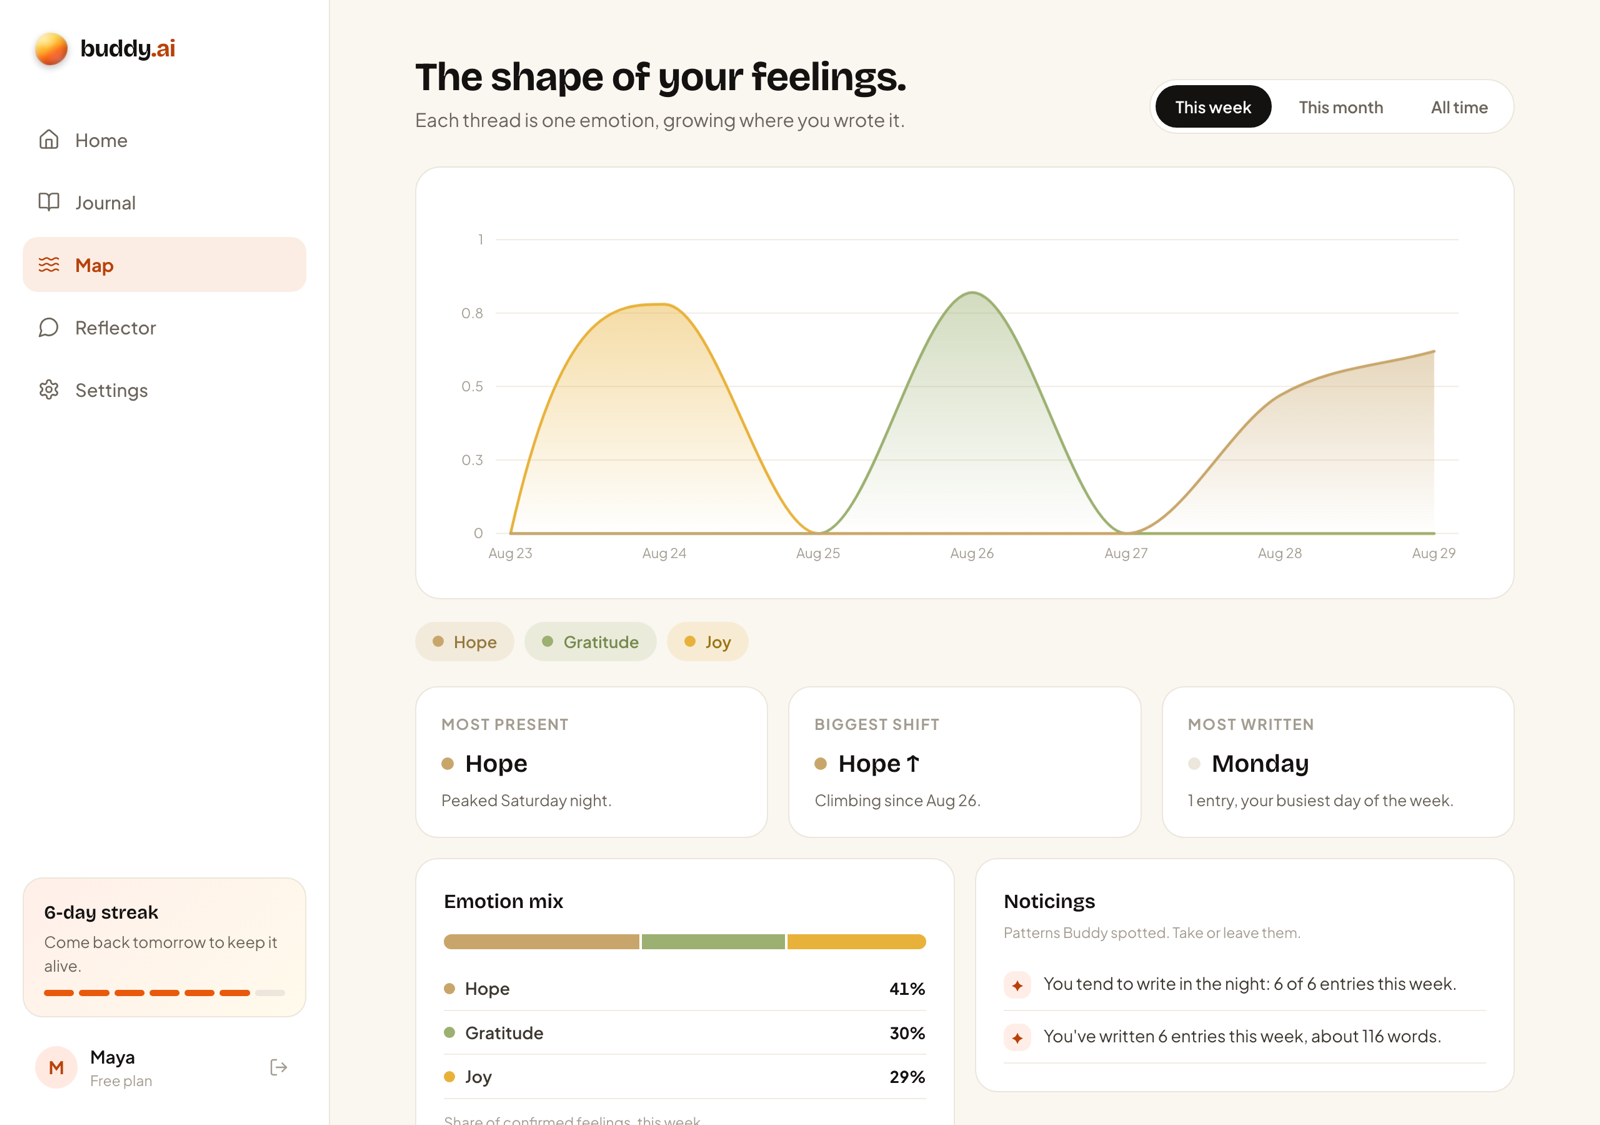 buddy.ai
Home
Journal
Map
Reflector
Settings
6-day streak
Come back tomorrow to keep it
alive.
M
Maya
Free plan
The shape of your feelings.
Each thread is one emotion, growing where you wrote it.
This week
This month
All time
1
0.8
0.5
0.3
0
Aug 23
Aug 24
Aug 25
Aug 26
Aug 27
Aug 28
Aug 29
Hope
Gratitude
Joy
MOST PRESENT
Hope
Peaked Saturday night.
BIGGEST SHIFT
Hope ↑
Climbing since Aug 26.
MOST WRITTEN
Monday
1 entry, your busiest day of the week.
Emotion mix
Hope 41%
Gratitude 30%
Joy 29%
Share of confirmed feelings, this week
Noticings
Patterns Buddy spotted. Take or leave them.
You tend to write in the night: 6 of 6 entries this week.
You've written 6 entries this week, about 116 words.